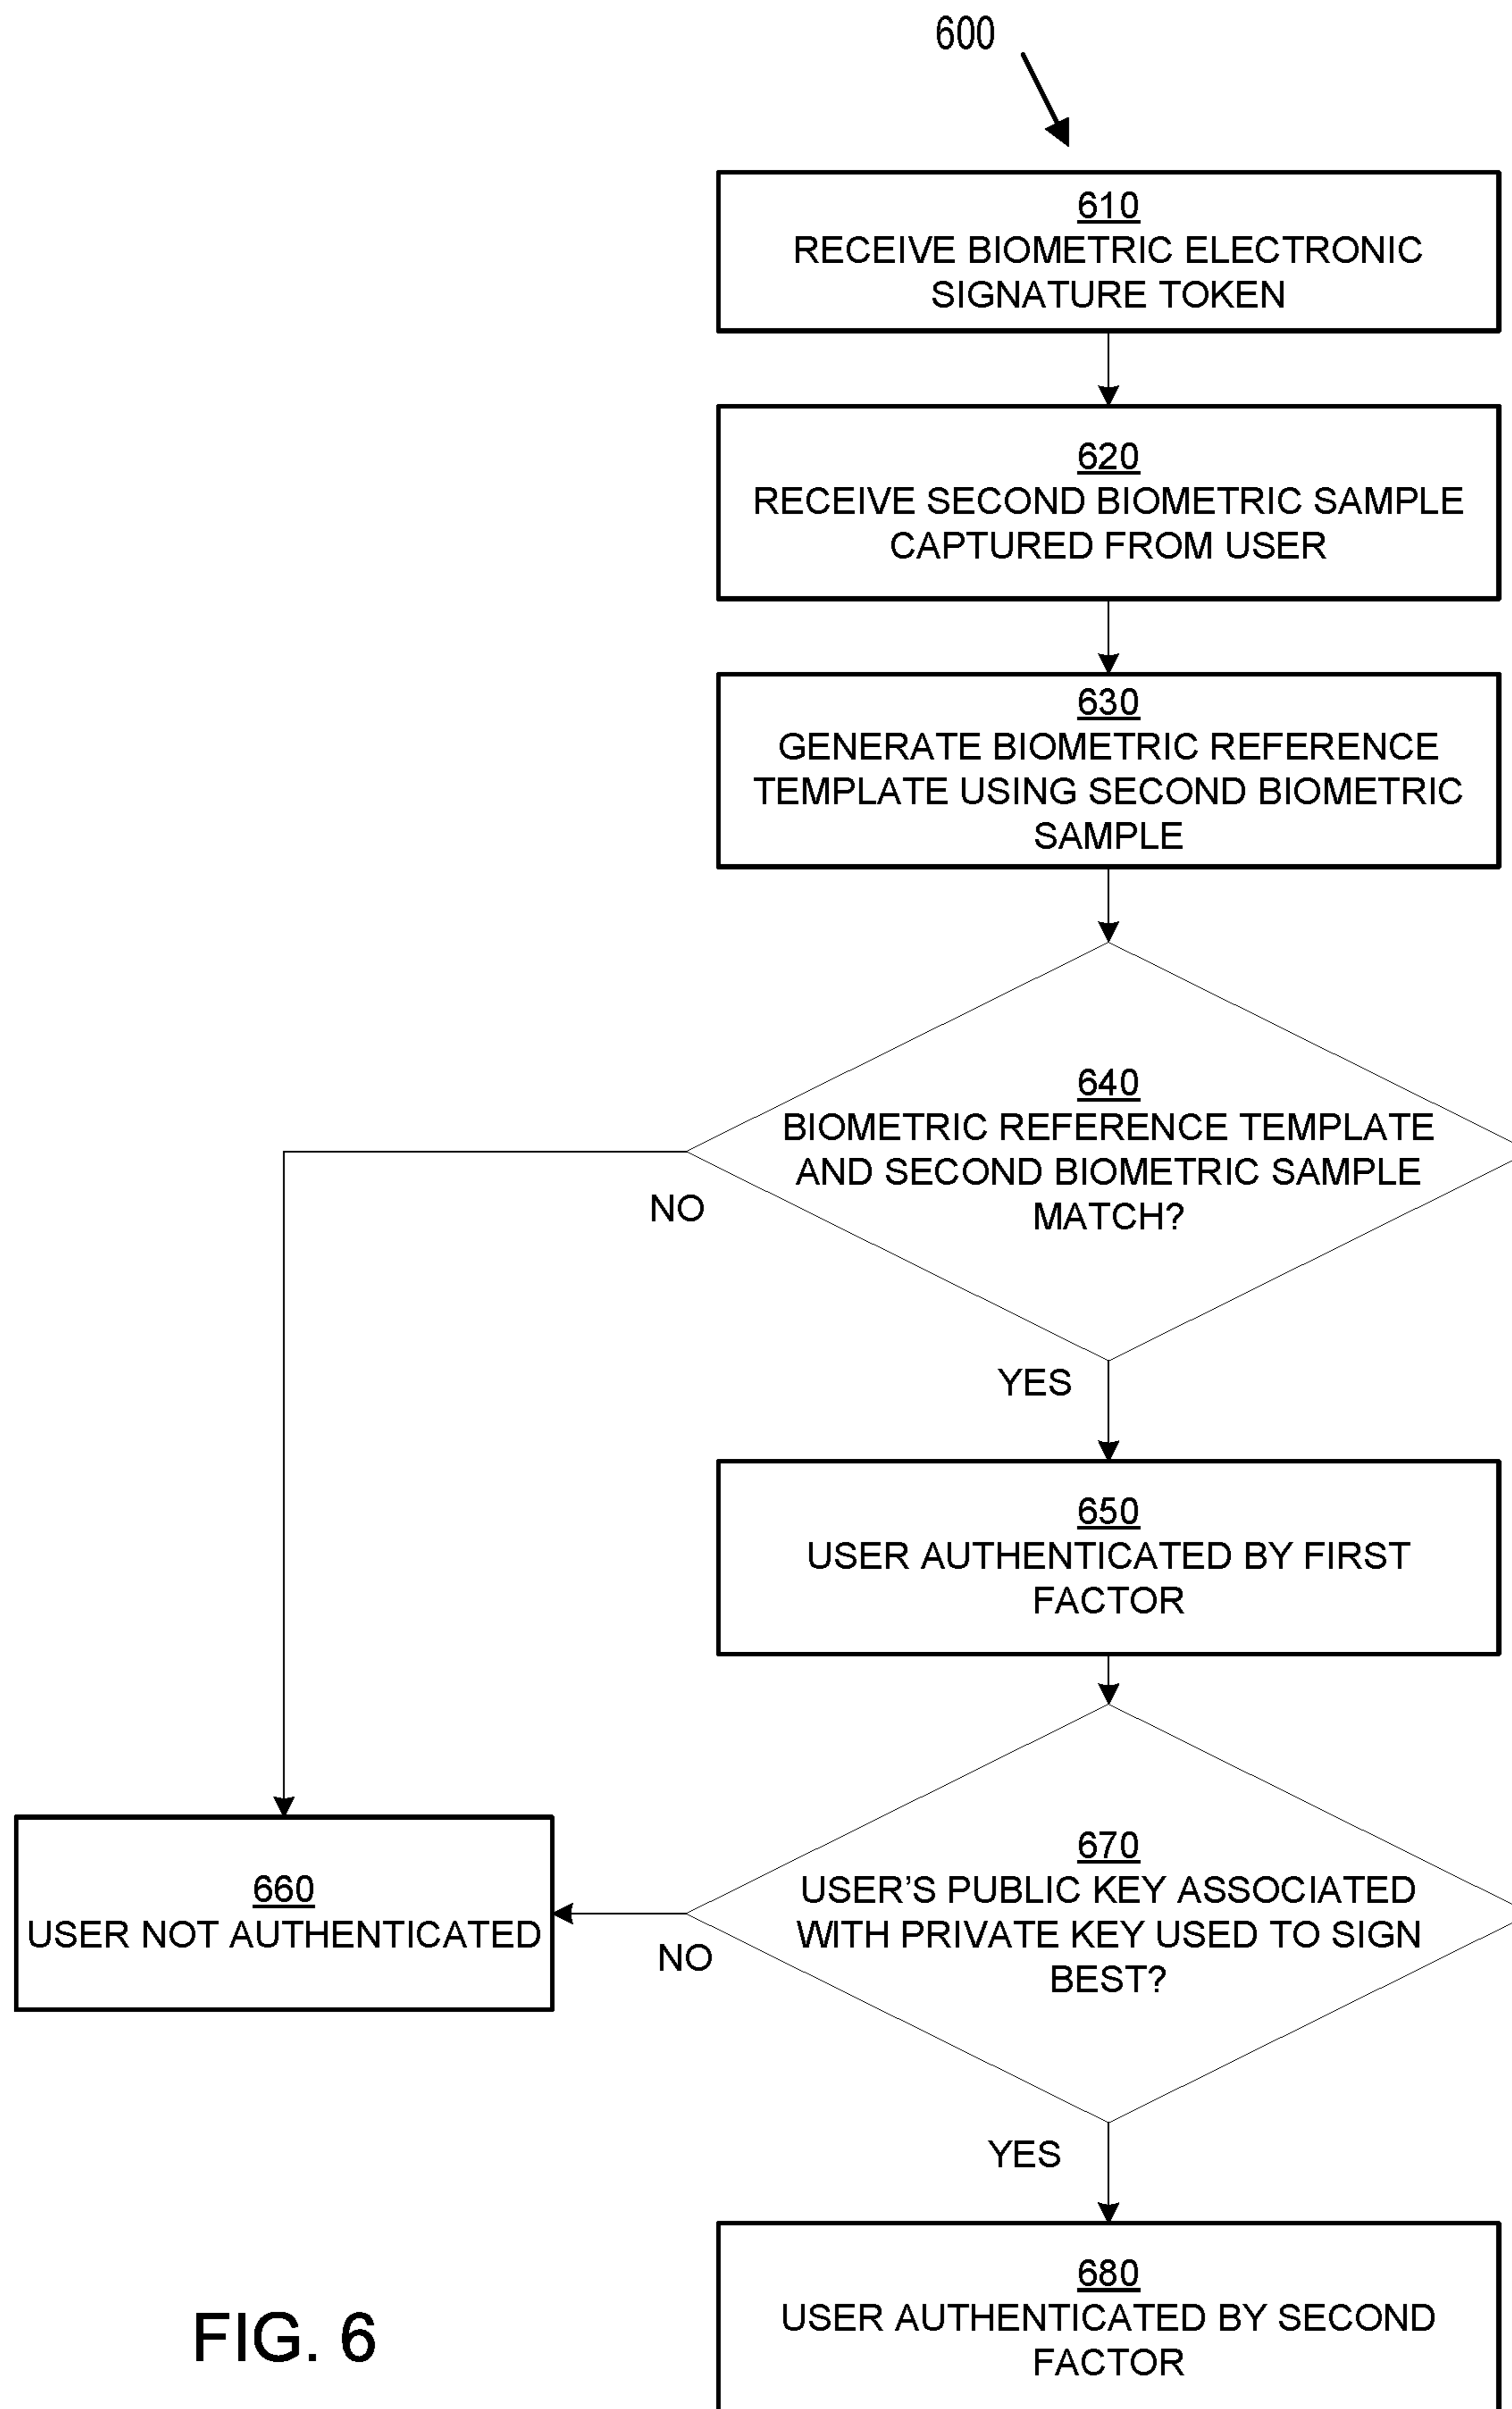 600
610
RECEIVE BIOMETRIC ELECTRONIC
SIGNATURE TOKEN
620
RECEIVE SECOND BIOMETRIC SAMPLE
CAPTURED FROM USER
630
GENERATE BIOMETRIC REFERENCE
TEMPLATE USING SECOND BIOMETRIC
SAMPLE
640
BIOMETRIC REFERENCE TEMPLATE
AND SECOND BIOMETRIC SAMPLE
MATCH?
NO
YES
650
USER AUTHENTICATED BY FIRST
FACTOR
660
USER NOT AUTHENTICATED
670
USER’S PUBLIC KEY ASSOCIATED
WITH PRIVATE KEY USED TO SIGN
BEST?
NO
YES
680
USER AUTHENTICATED BY SECOND
FACTOR
FIG. 6